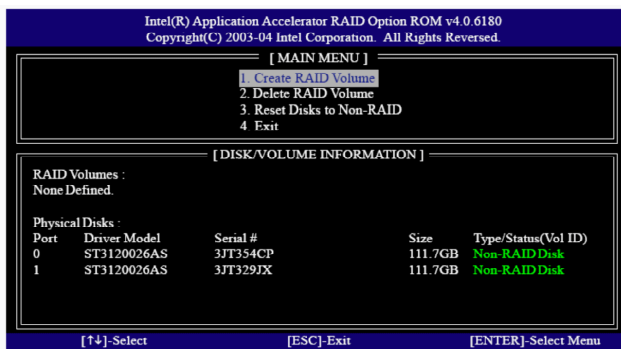 Intel(R) Application Accelerator RAID Option ROM v4.0.6180
Copyright(C) 2003-04 Intel Corporation. All Rights Reversed.
[ MAIN MENU ]
1. Create RAID Volume
2. Delete RAID Volume
3. Reset Disks to Non-RAID
4 Exit
[ DISK/VOLUME INFORMATION ]
RAID Volumes :
None Defined.
Physical Disks :
Port Driver Model Serial # Size Type/Status(Vol ID)
0 ST3120026AS 3JT354CP 111.7GB Non-RAID Disk
1 ST3120026AS 3JT329JX 111.7GB Non-RAID Disk
[↑↓]-Select [ESC]-Exit [ENTER]-Select Menu